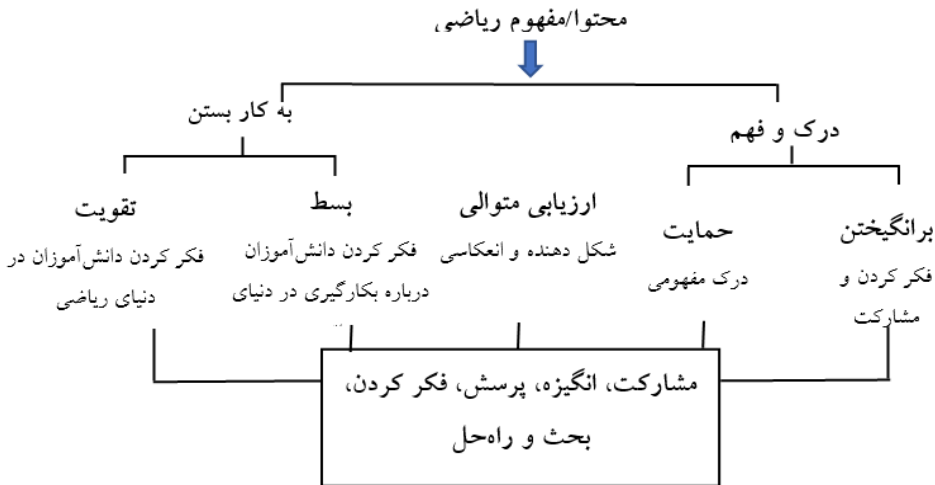 محتوا/مفهوم ریاضی
درک و فهم
به کار بستن
برانگیختن
فکر کردن و
مشارکت
حمایت
درک مفهومی
ارزیابی متوالی
شکل دهنده و انعکاسی
بسط
فکر کردن دانش‌آموزان
درباره بکارگیری در دنیای
تقویت
فکر کردن دانش‌آموزان در
دنیای ریاضی
مشارکت، انگیزه، پرسش، فکر کردن،
بحث و راه‌حل